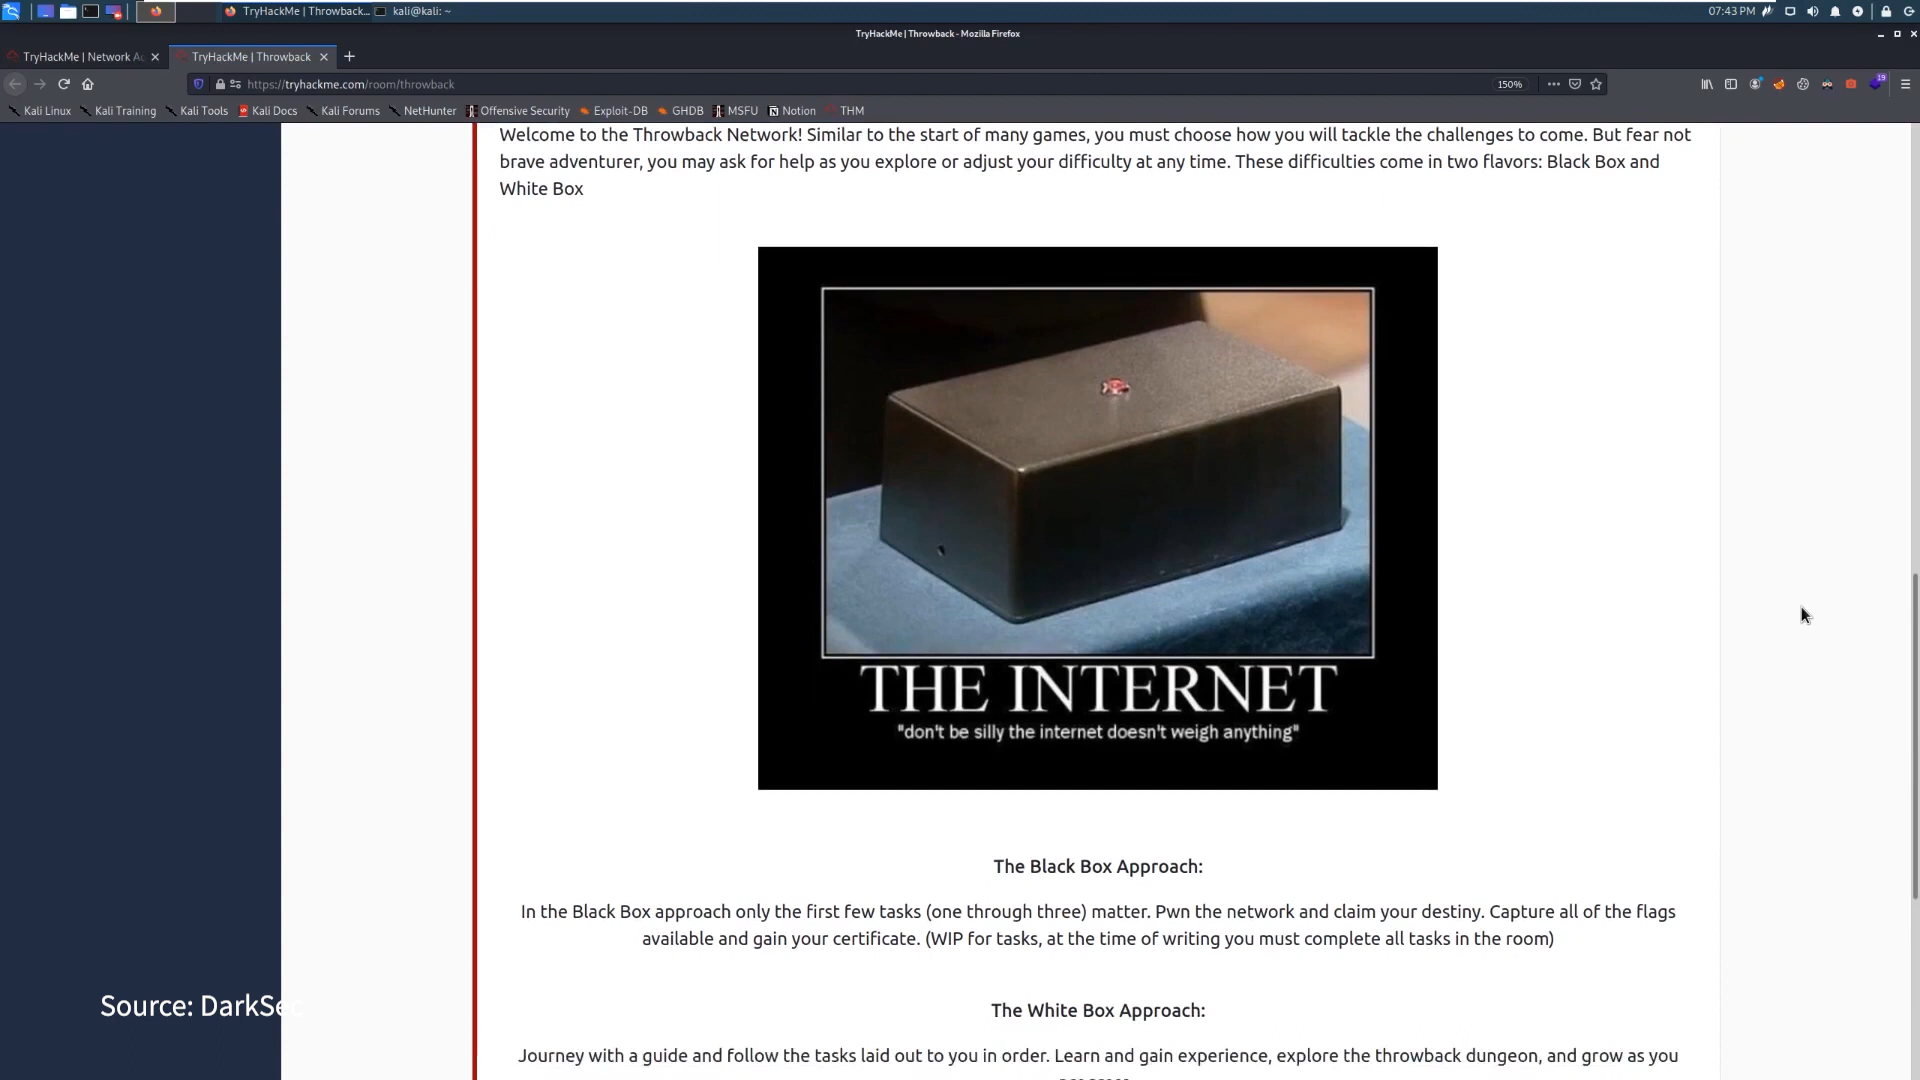 TryHackMe | Throwback...
kali@kali: ~
07:43 PM
TryHackMe | Throwback - Mozilla Firefox
TryHackMe | Network
TryHackMe | Throwback
https://tryhackme.com/room/throwback
150%
19
Kali Linux
Kali Training
Kali Tools
Kali Docs
Kali Forums
NetHunter
Offensive Security
Exploit-DB
GHDB
MSFU
Notion
THM
Welcome to the Throwback Network! Similar to the start of many games, you must choose how you will tackle the challenges to come. But fear not
brave adventurer, you may ask for help as you explore or adjust your difficulty at any time. These difficulties come in two flavors: Black Box and
White Box
THE INTERNET
"don't be silly the internet doesn't weigh anything"
The Black Box Approach:
In the Black Box approach only the first few tasks (one through three) matter. Pwn the network and claim your destiny. Capture all of the flags
available and gain your certificate. (WIP for tasks, at the time of writing you must complete all tasks in the room)
The White Box Approach:
Journey with a guide and follow the tasks laid out to you in order. Learn and gain experience, explore the throwback dungeon, and grow as you
Source: DarkSec